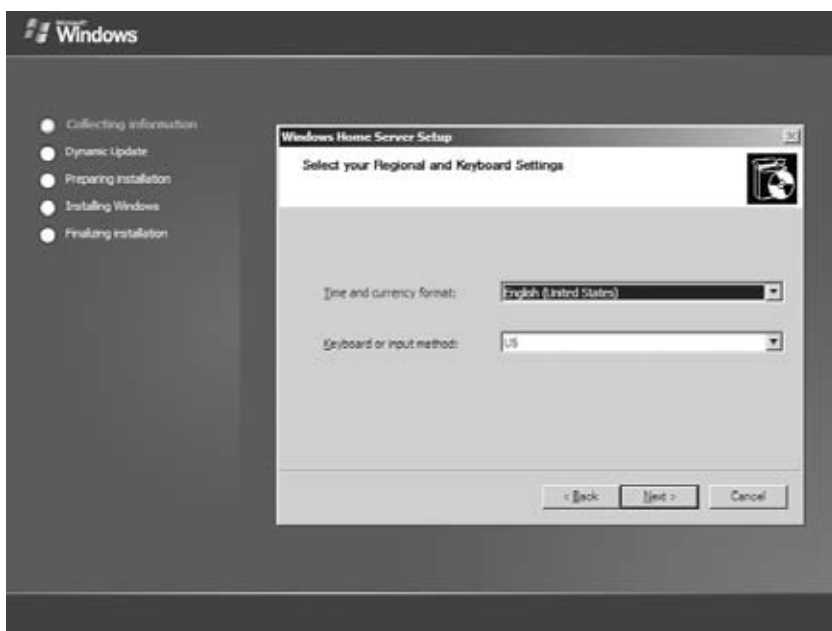 Microsoft
Windows
Collecting information
Dynamic Update
Preparing installation
Installing Windows
Finalizing installation
Windows Home Server Setup
Select your Regional and Keyboard Settings
Time and currency format: English (United States)
Keyboard or input method: US
< Back Next > Cancel